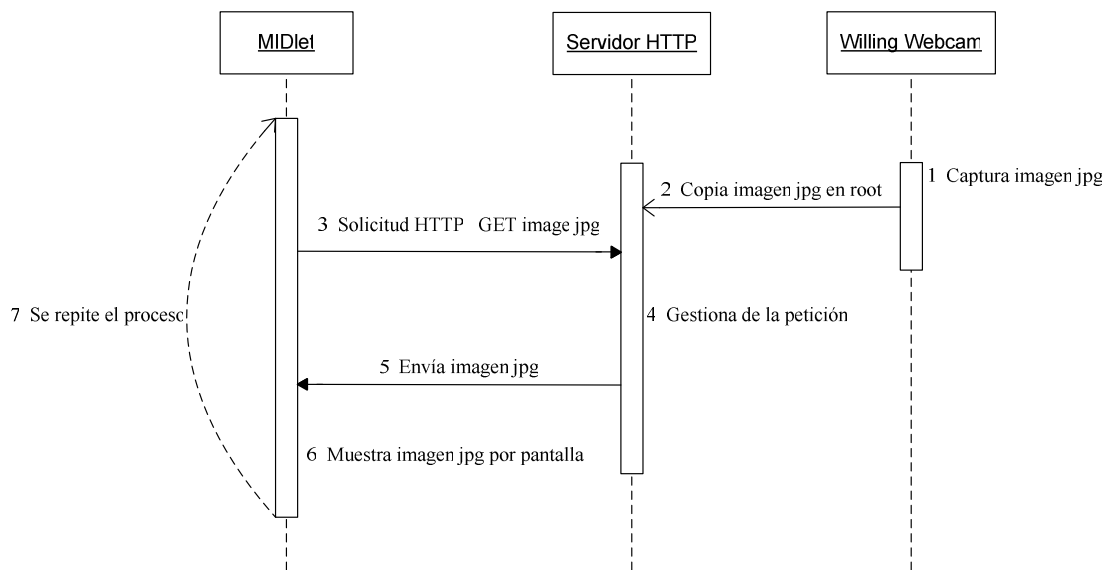 MIDlet
Servidor HTTP
Willing Webcam
1 Captura imagen jpg
2 Copia imagen jpg en root
3 Solicitud HTTP GET image jpg
7 Se repite el proceso
4 Gestiona de la petición
5 Envía imagen jpg
6 Muestra imagen jpg por pantalla